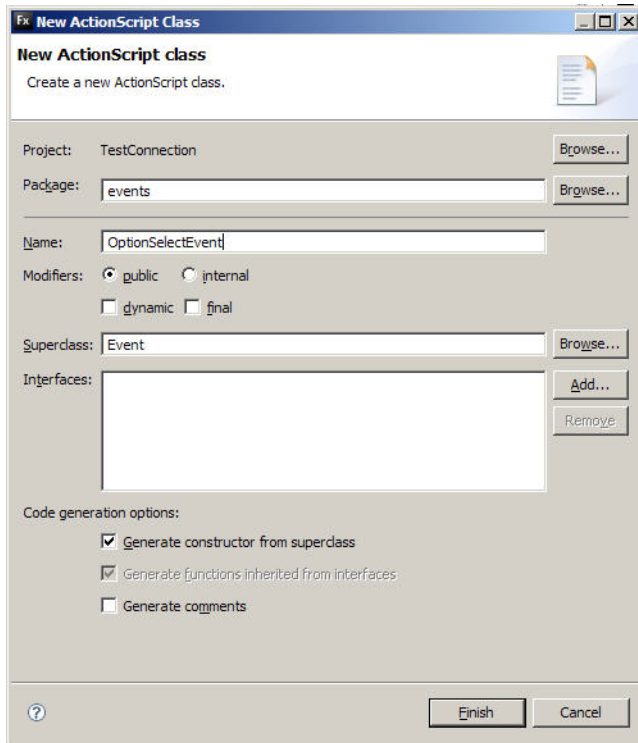 Fx New ActionScript Class
New ActionScript class
Create a new ActionScript class.
Project: TestConnection Browse...
Package: events Browse...
Name: OptionSelectEvent
Modifiers: public internal
dynamic final
Superclass: Event Browse...
Interfaces: Add...
Remove
Code generation options:
Generate constructor from superclass
Generate functions inherited from interfaces
Generate comments
? Finish Cancel